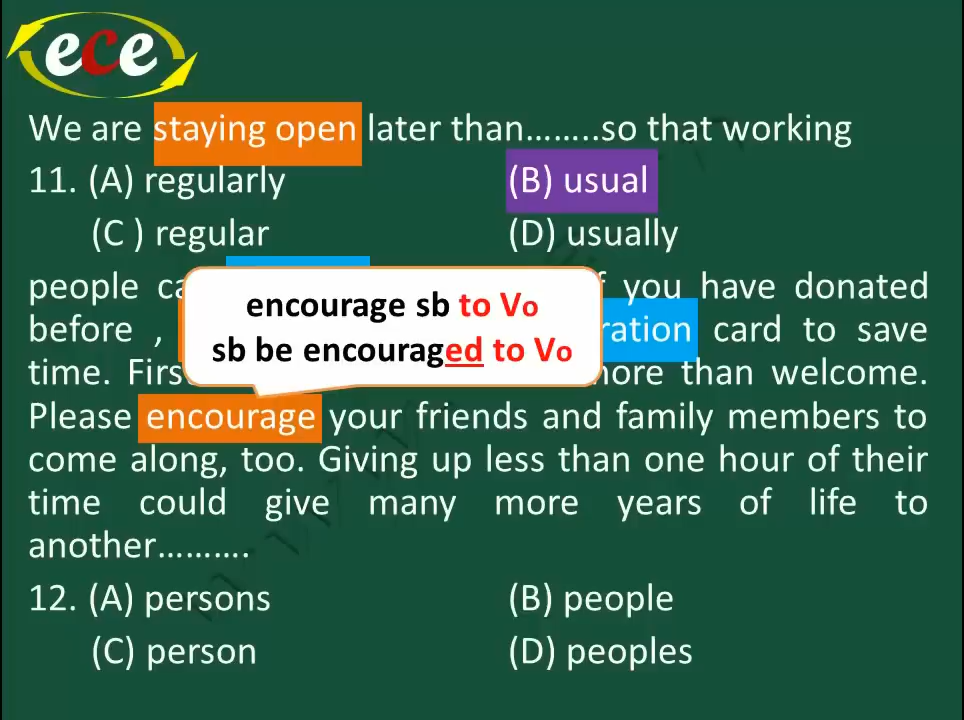 ece
We are staying open later than........so that working
11. (A) regularly (B) usual
(C ) regular (D) usually
people ca you have donated
before , ration card to save
time. Firs more than welcome.
encourage sb to Vo
sb be encouraged to Vo
Please encourage your friends and family members to
come along, too. Giving up less than one hour of their
time could give many more years of life to
another..........
12. (A) persons (B) people
(C) person (D) peoples